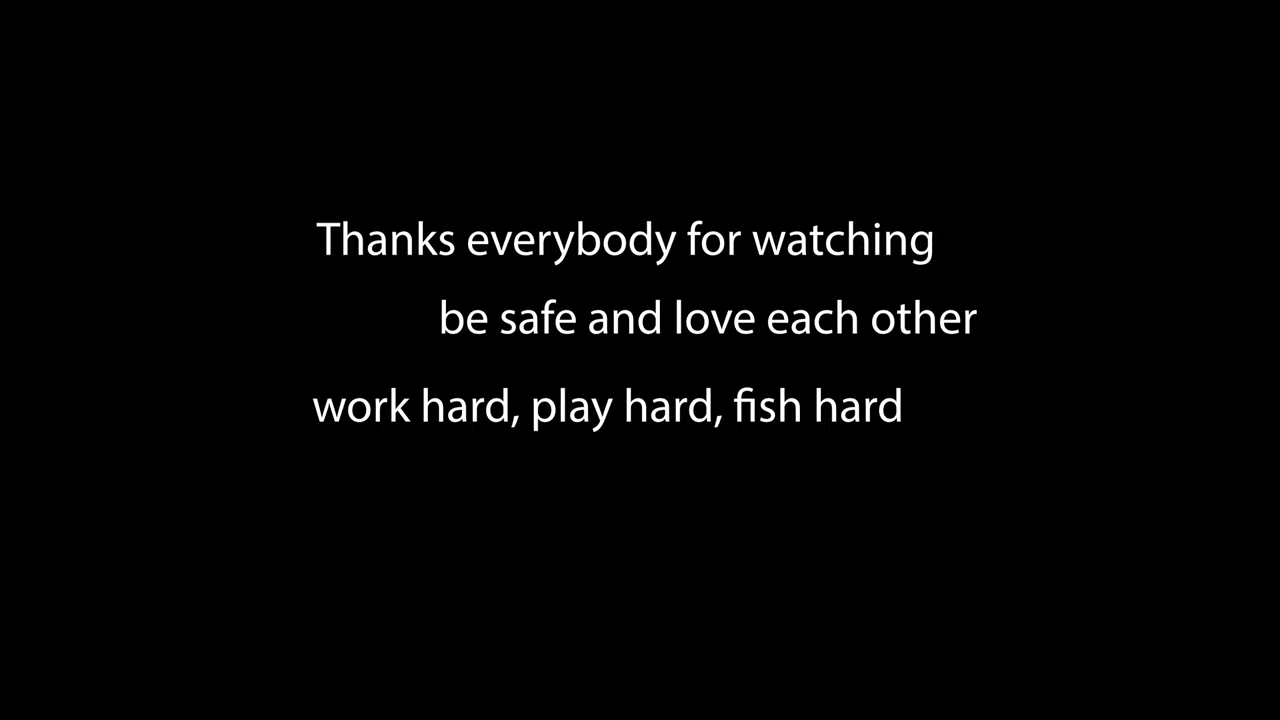 Thanks everybody for watching
be safe and love each other
work hard, play hard, fish hard